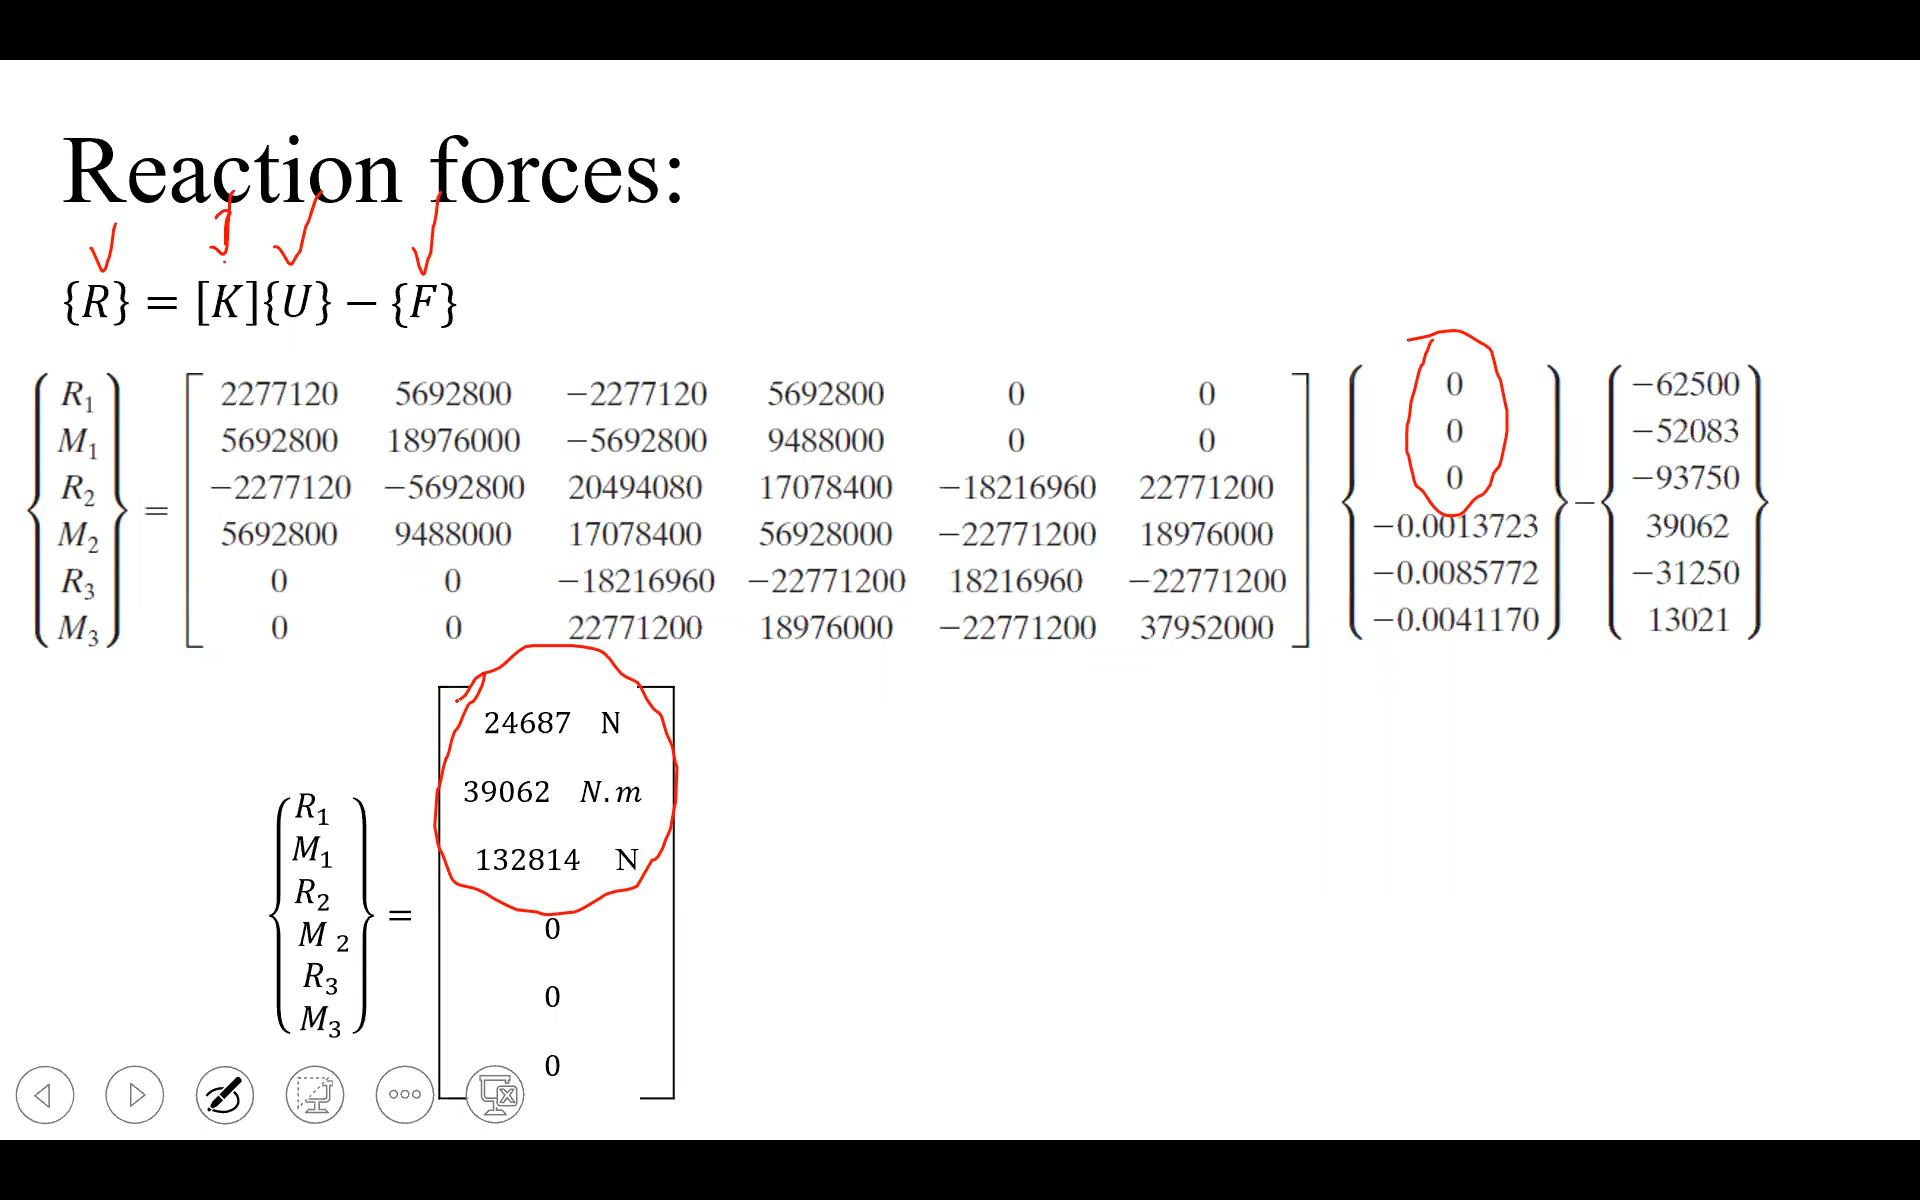 Reaction forces:
{R} = [K]{U} − {F}
R1 2277120 5692800 −2277120 5692800 0 0 0 −62500
M1 5692800 18976000 −5692800 9488000 0 0 0 −52083
R2 −2277120 −5692800 20494080 17078400 −18216960 22771200 0 −93750
= −
M2 5692800 9488000 17078400 56928000 −22771200 18976000 −0.0013723 39062
R3 0 0 −18216960 −22771200 18216960 −22771200 −0.0085772 −31250
M3 0 0 22771200 18976000 −22771200 37952000 −0.0041170 13021
24687 N
39062 N.m
R1
M1
132814 N
R2
=
M 2
0
R3
0
M3
0